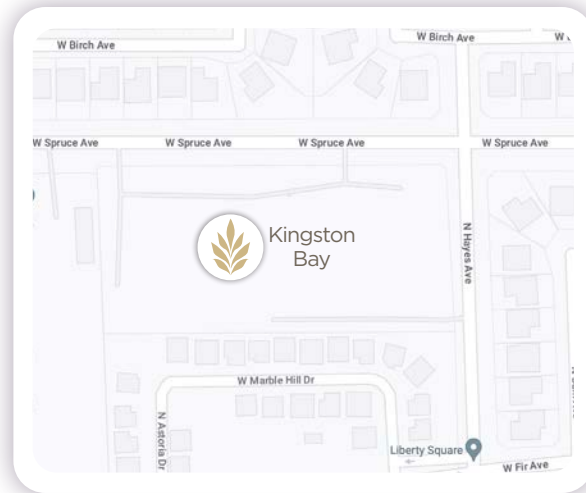 W Birch Ave
W Birch Ave
W Spruce Ave
W Spruce Ave
W Spruce Ave
W Spruce Ave
N Hayes Ave
Kingston
Bay
W Marble Hill Dr
N Astoria Dr
Liberty Square
W Fir Ave